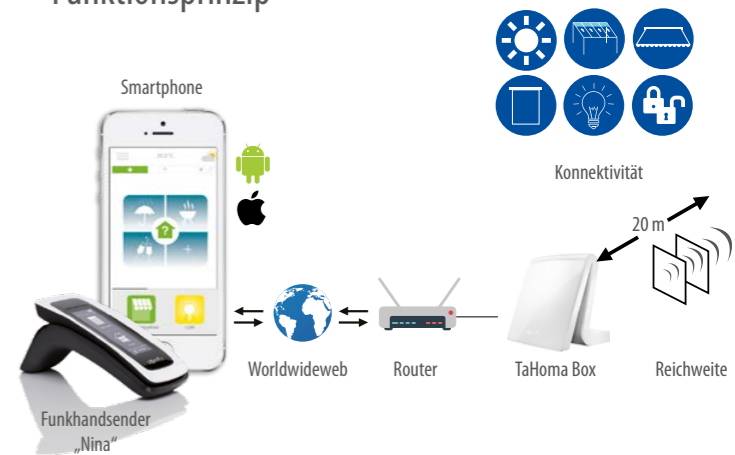 Funktionsprinzip
Smartphone
Konnektivität
20 m
?
Worldwideweb
Router
TaHoma Box
Reichweite
Funkhandsender
„Nina“